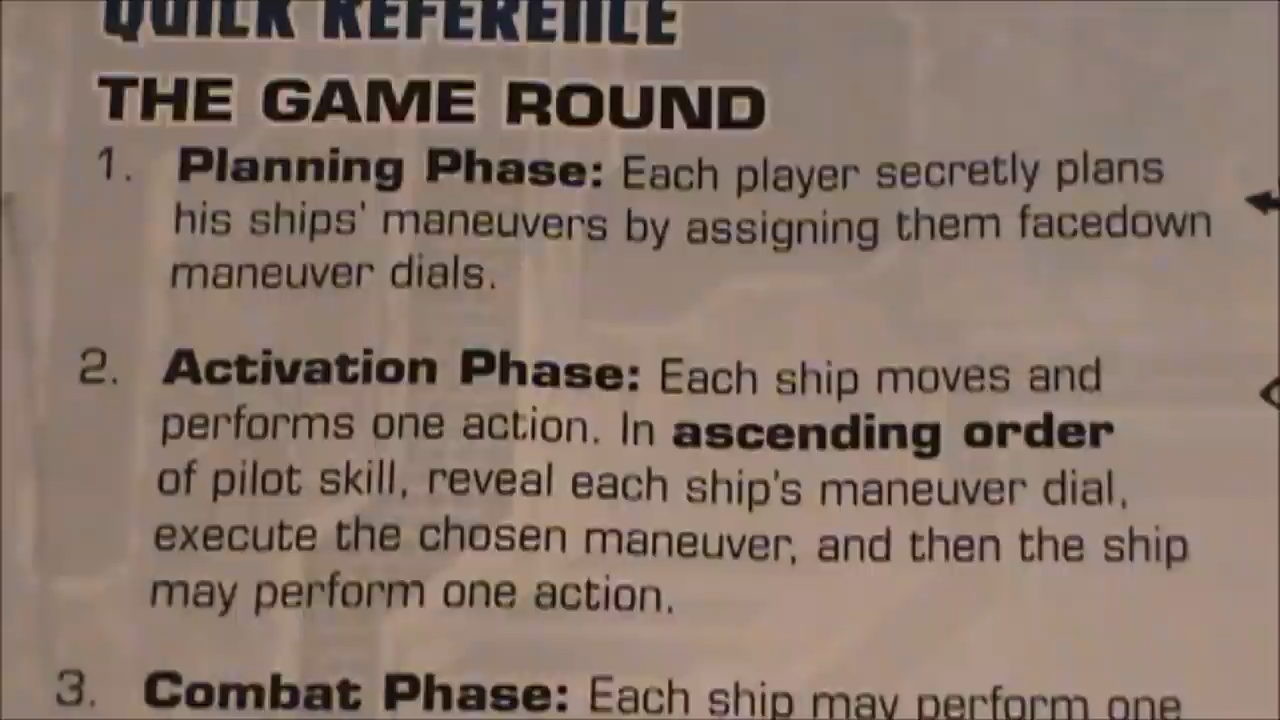 QUICK REFERENCE
THE GAME ROUND
1. Planning Phase: Each player secretly plans
his ships' maneuvers by assigning them facedown
maneuver dials.
2. Activation Phase: Each ship moves and
performs one action. In ascending order
of pilot skill, reveal each ship's maneuver dial,
execute the chosen maneuver, and then the ship
may perform one action.
3. Combat Phase: Each ship may perform one